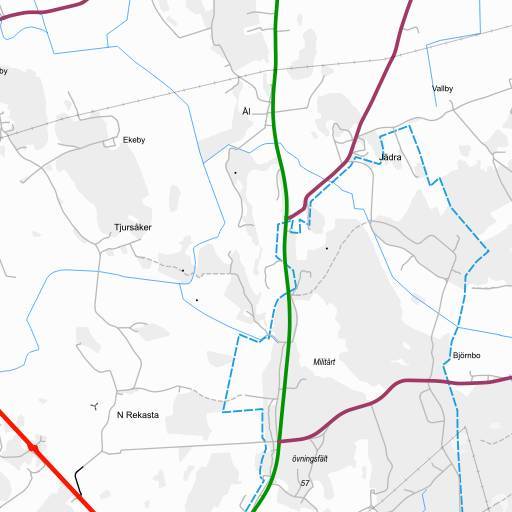 by
Vallby
Ål
Ekeby
Jädra
Tjursåker
Björnbo
Militärt
N Rekasta
övningsfält
57